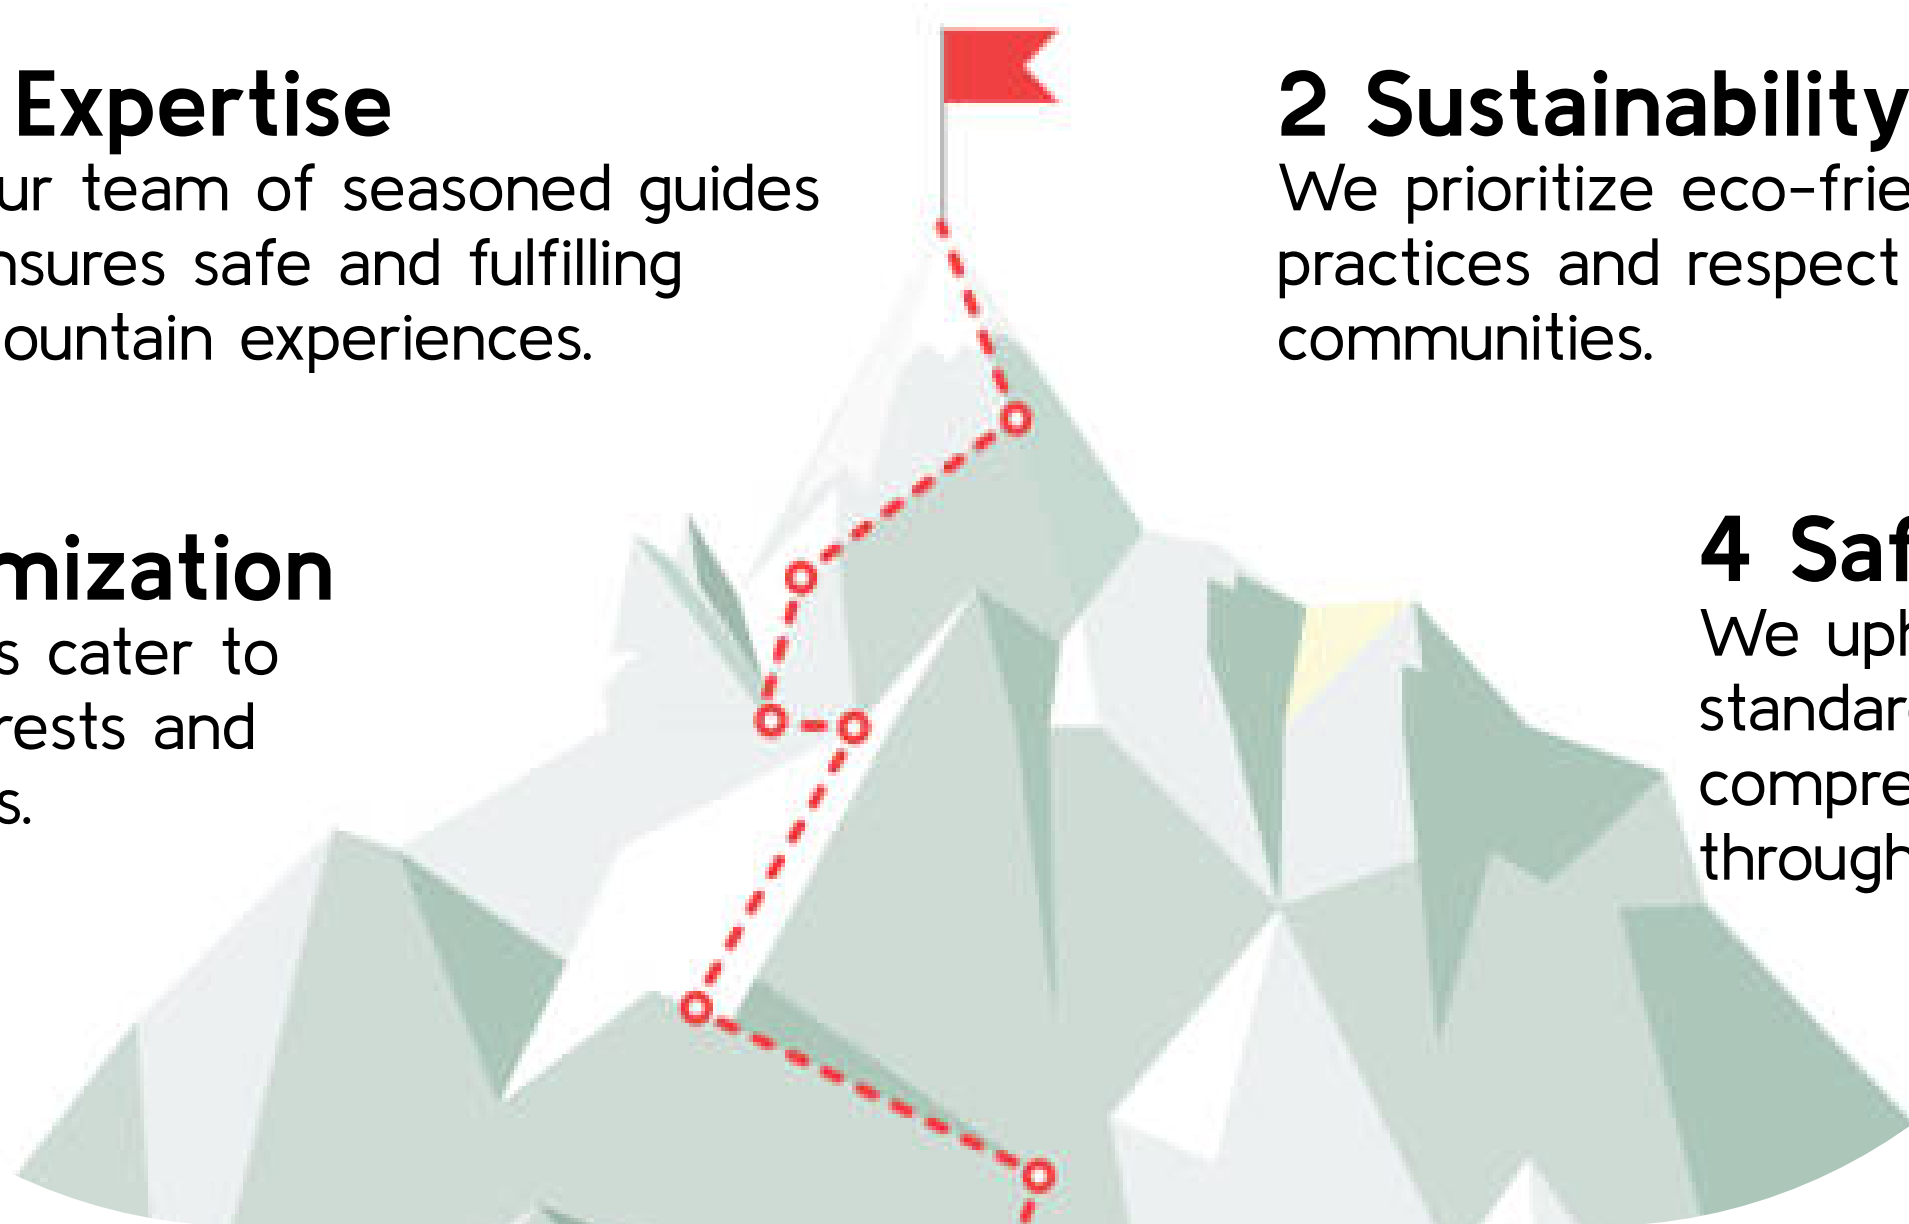 Expertise
ur team of seasoned guides
nsures safe and fulfilling
ountain experiences.
2 Sustainability
We prioritize eco-frie
practices and respect
communities.
mization
s cater to
rests and
s.
4 Saf
We uph
standar
compre
through